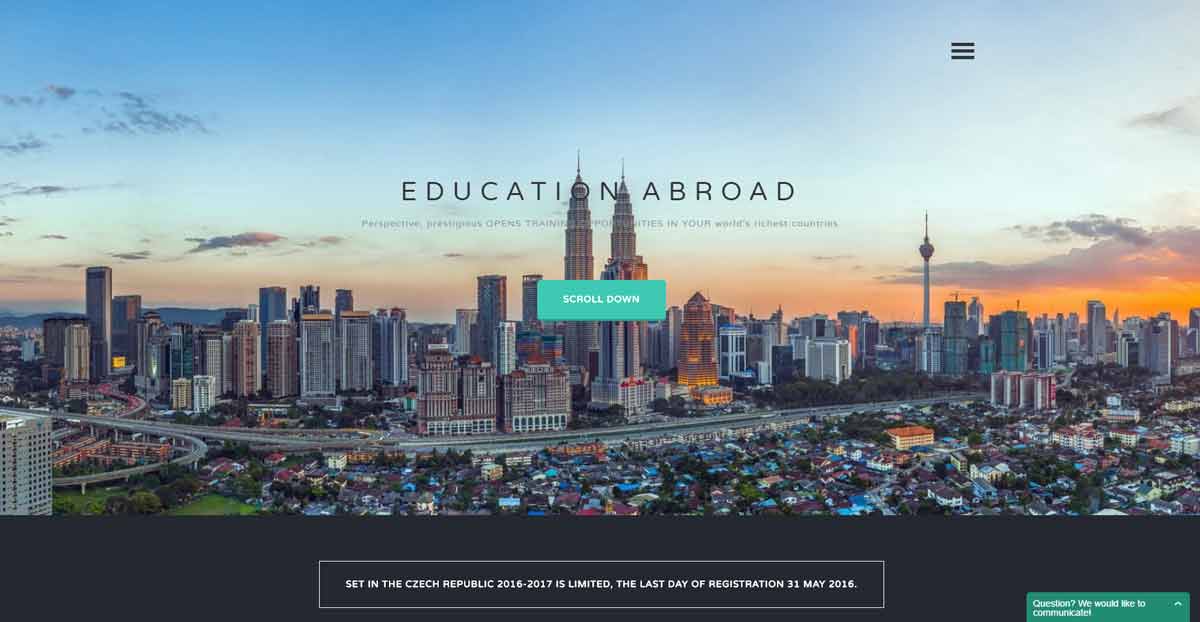 EDUCATION ABROAD
Perspective, prestigious OPENS TRAINING OPPORTUNITIES IN YOUR world's richest countries
SCROLL DOWN
SET IN THE CZECH REPUBLIC 2016-2017 IS LIMITED, THE LAST DAY OF REGISTRATION 31 MAY 2016.
Question? We would like to
communicate!